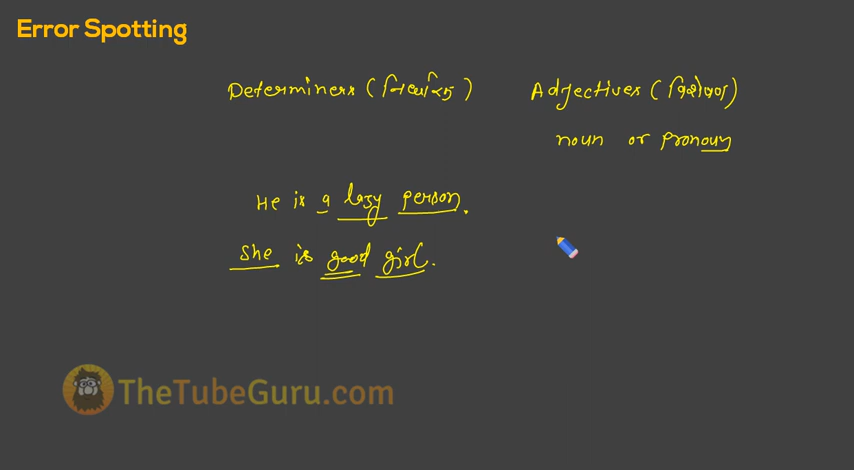 Error Spotting
Determiners (निर्धारक) Adjectives (विशेषण)
noun or pronoun
He is a lazy person.
She is good girl.
TheTubeGuru.com